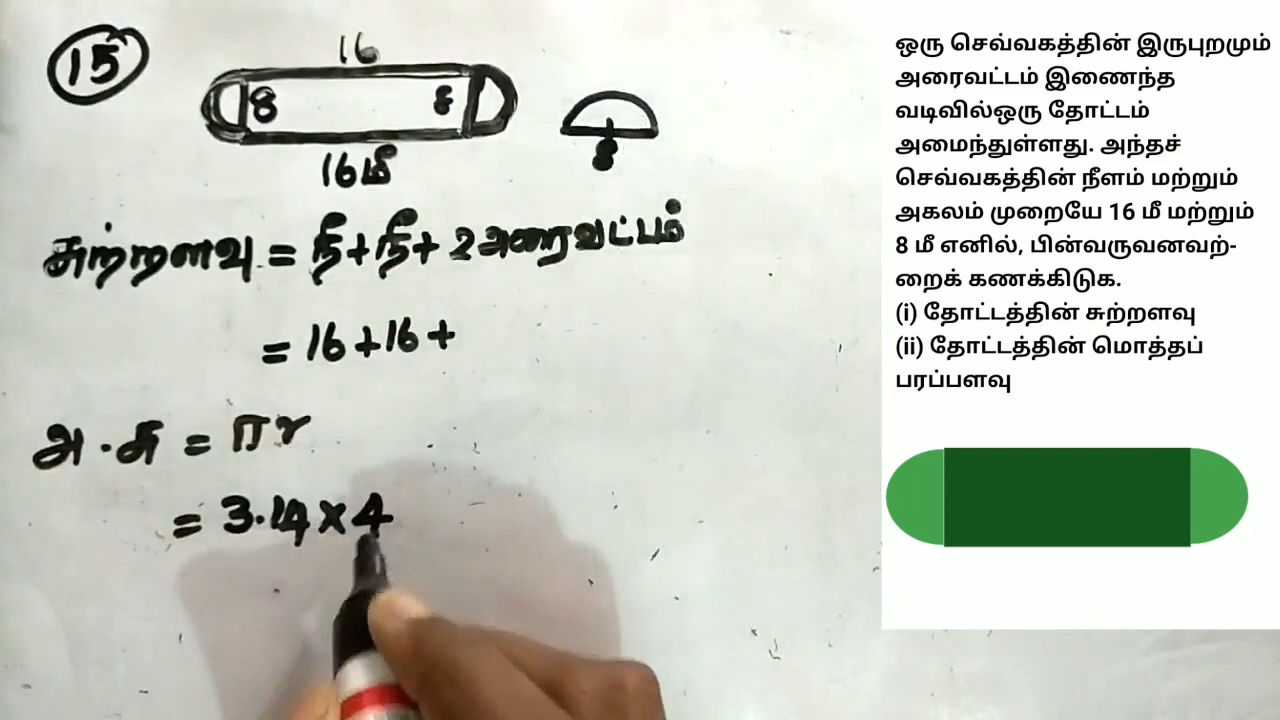 15
16
8
8
16மீ
8
சுற்றளவு = நீ+நீ+ 2 அரைவட்டம்
= 16+16+
அ.சு = πr
= 3.14×4
ஒரு செவ்வகத்தின் இருபுறமும்
அரைவட்டம் இணைந்த
வடிவில்ஒரு தோட்டம்
அமைந்துள்ளது. அந்தச்
செவ்வகத்தின் நீளம் மற்றும்
அகலம் முறையே 16 மீ மற்றும்
8 மீ எனில், பின்வருவனவற்-
றைக் கணக்கிடுக.
(i) தோட்டத்தின் சுற்றளவு
(ii) தோட்டத்தின் மொத்தப்
பரப்பளவு